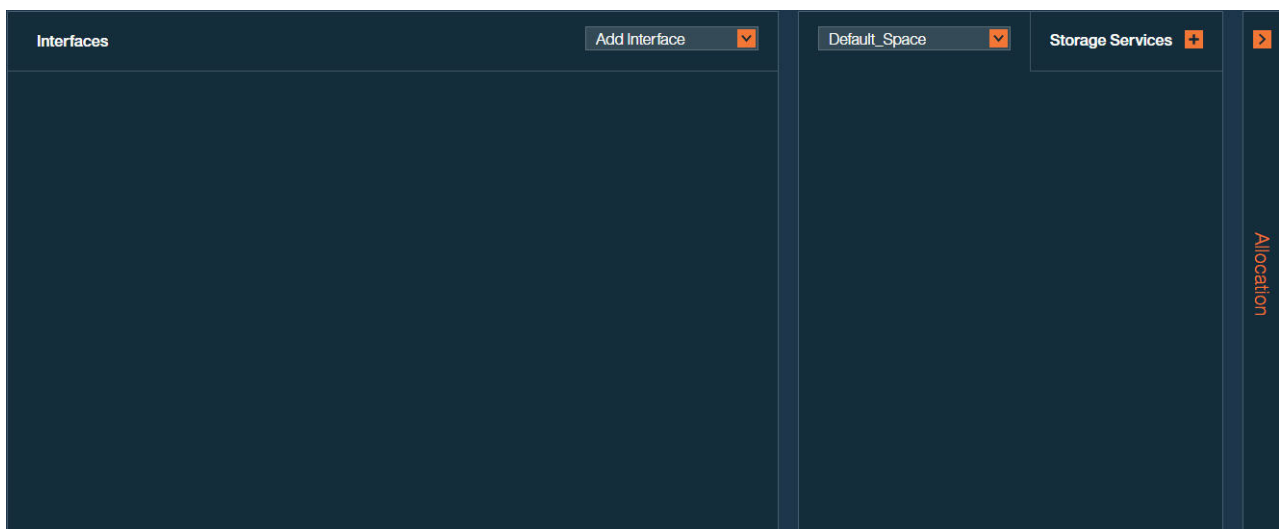 Interfaces
Add Interface
Default_Space
Storage Services
Allocation